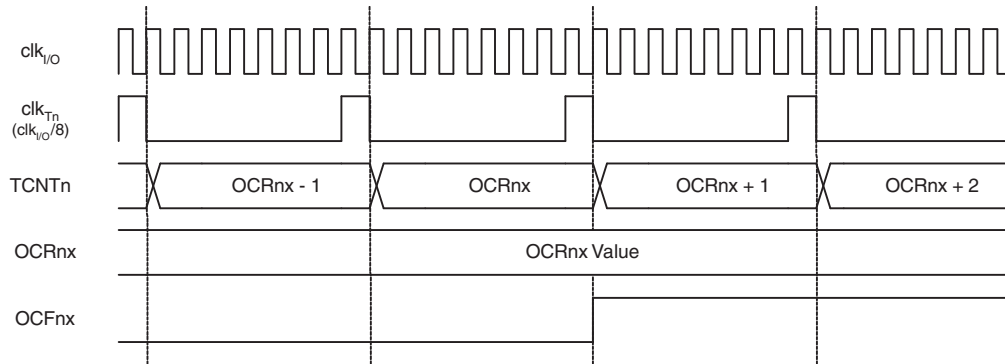 clkI/O
clkTn
(clkI/O/8)
TCNTn OCRnx - 1 OCRnx OCRnx + 1 OCRnx + 2
OCRnx OCRnx Value
OCFnx